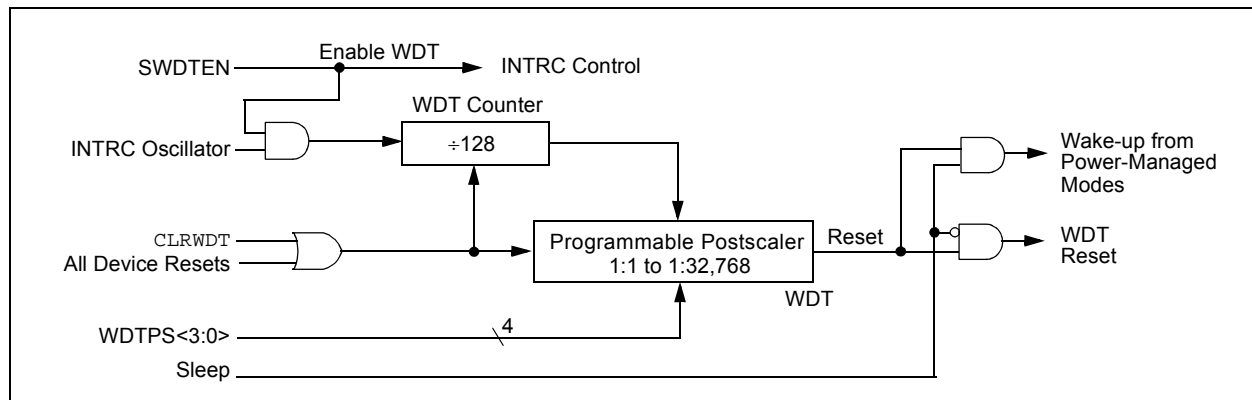 Enable WDT
SWDTEN
INTRC Control
WDT Counter
INTRC Oscillator
÷128
Wake-up from
Power-Managed
Modes
CLRWDT
All Device Resets
Programmable Postscaler
1:1 to 1:32,768
Reset
WDT
Reset
WDT
WDTPS<3:0>
4
Sleep